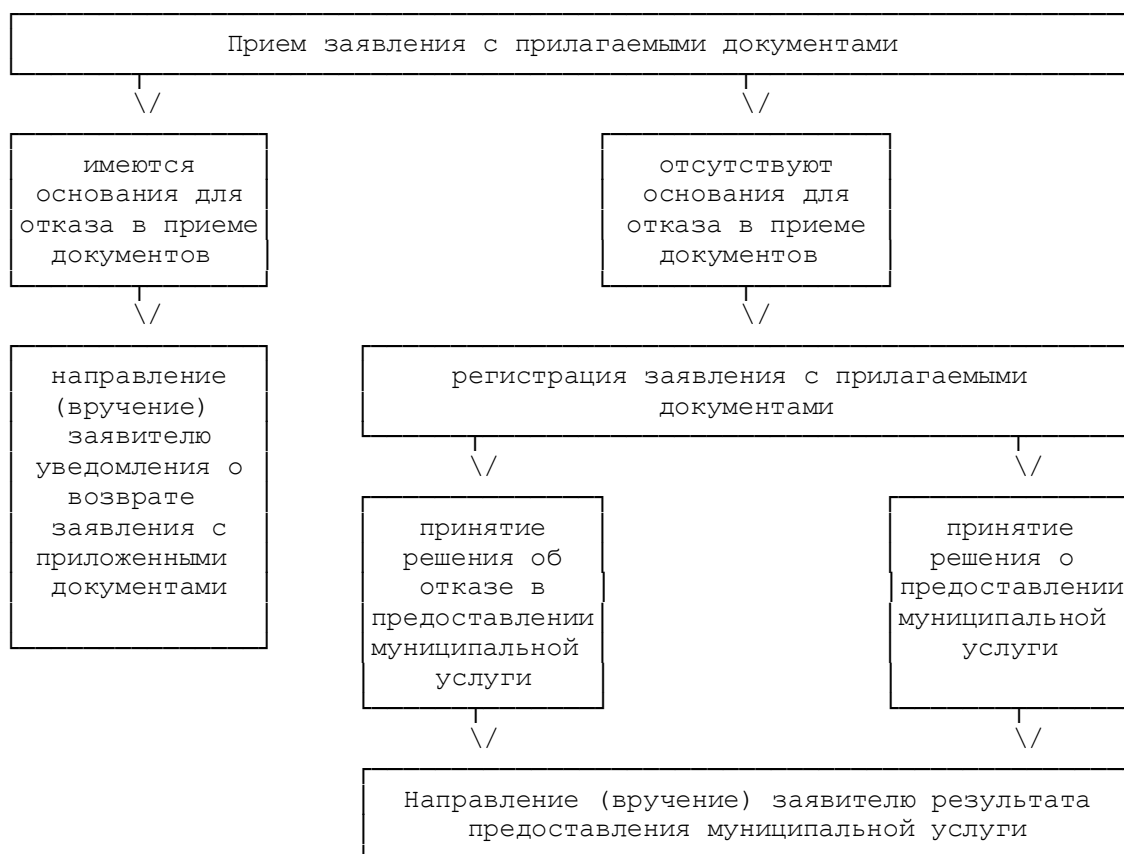 Прием заявления с прилагаемыми документами
имеются
основания для
отказа в приеме
документов
отсутствуют
основания для
отказа в приеме
документов
направление
(вручение)
заявителю
уведомления о
возврате
заявления с
приложенными
документами
регистрация заявления с прилагаемыми
документами
принятие
решения об
отказе в
предоставлении
муниципальной
услуги
принятие
решения о
предоставлении
муниципальной
услуги
Направление (вручение) заявителю результата
предоставления муниципальной услуги